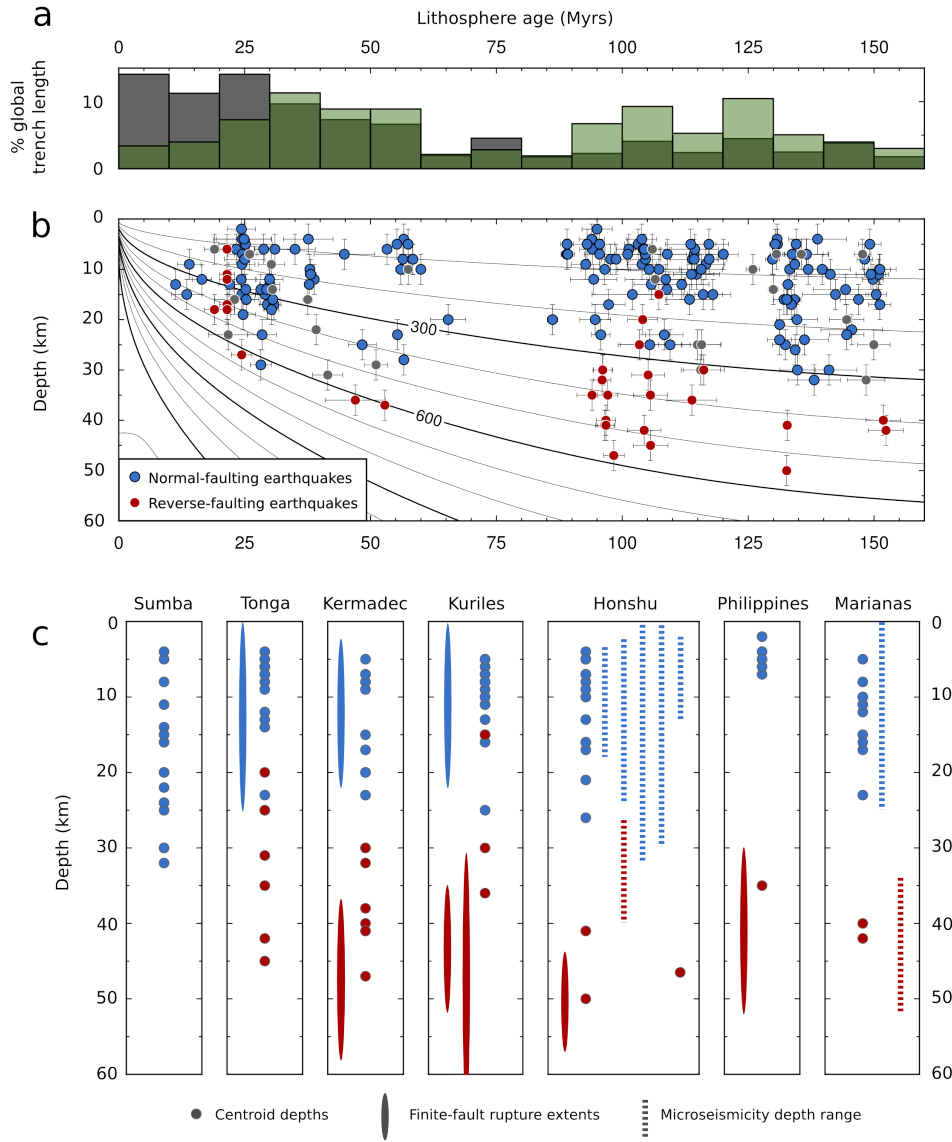 a
Lithosphere age (Myrs)
0 25 50 75 100 125 150
% global
trench length
10
0
b
Depth (km)
0
10
20
30
40
50
60
300
600
Normal-faulting earthquakes
Reverse-faulting earthquakes
0 25 50 75 100 125 150
c
Sumba Tonga Kermadec Kuriles Honshu Philippines Marianas
Depth (km)
0 0
10 10
20 20
30 30
40 40
50 50
60 60
Centroid depths Finite-fault rupture extents Microseismicity depth range